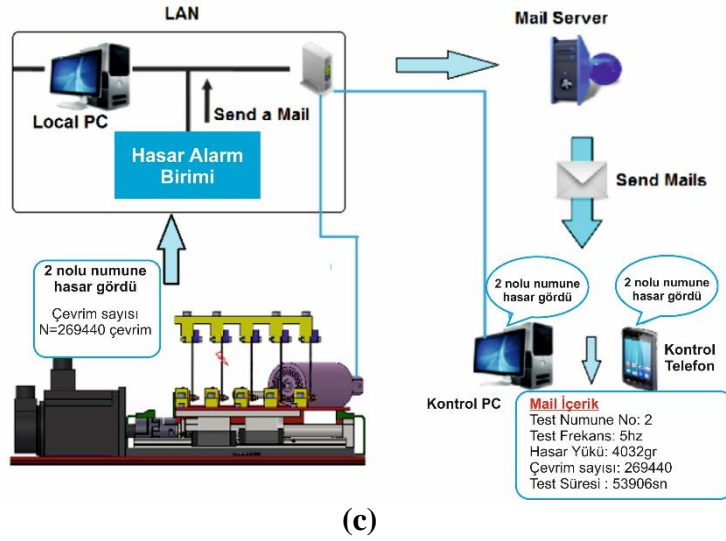 LAN
Mail Server
Local PC
Send a Mail
Hasar Alarm
Birimi
Send Mails
2 nolu numune
hasar gördü
Çevrim sayısı
N=269440 çevrim
2 nolu numune
hasar gördü
2 nolu numune
hasar gördü
Kontrol
Telefon
Kontrol PC
Mail İçerik
Test Numune No: 2
Test Frekans: 5hz
Hasar Yükü: 4032gr
Çevrim sayısı: 269440
Test Süresi : 53906sn
(c)